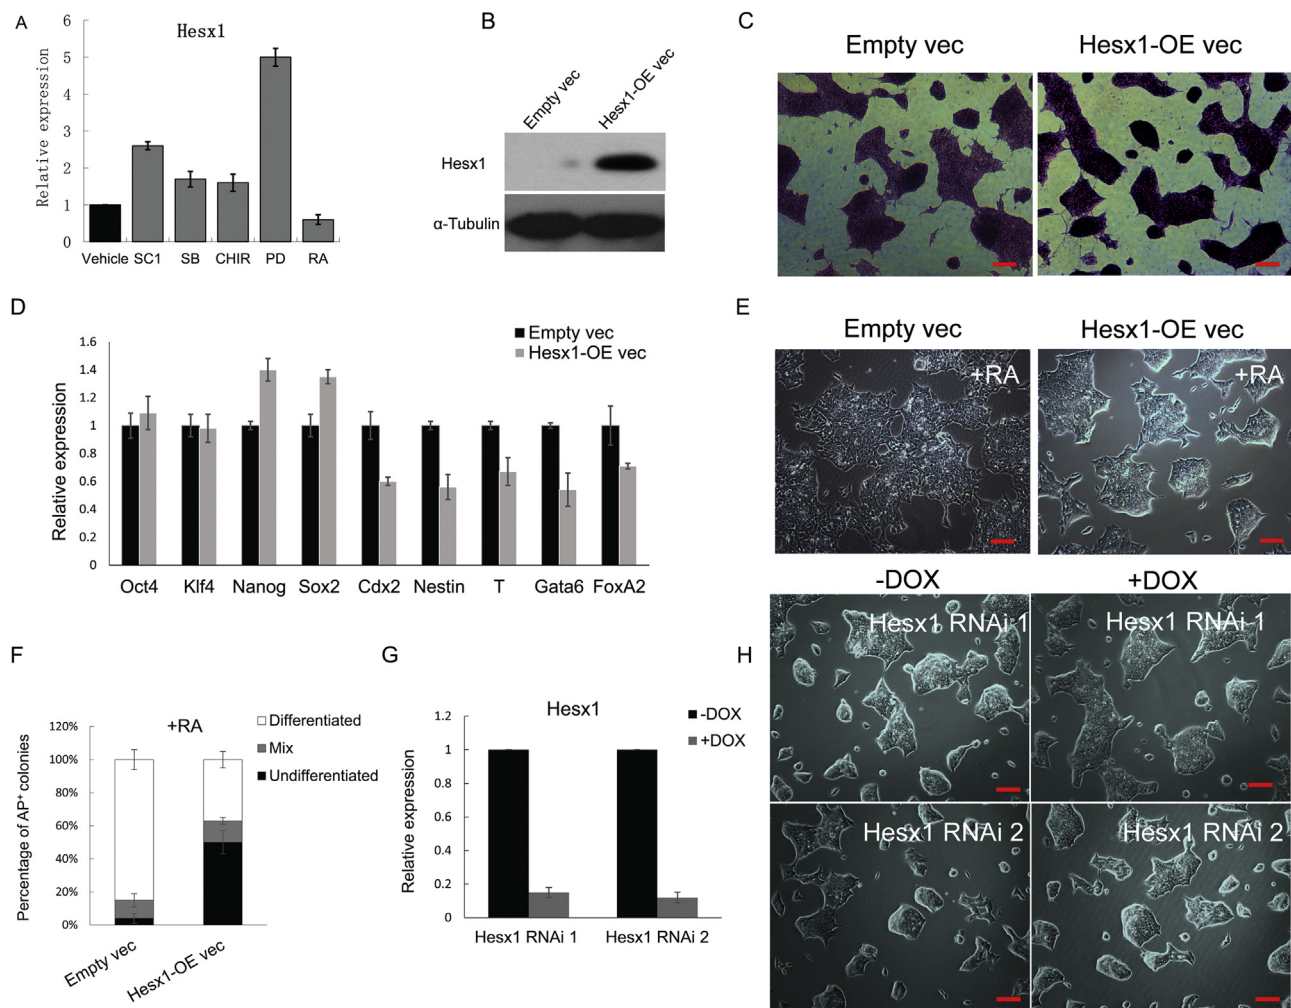 A
Hesx1
Relative expression
6
5
4
3
2
1
0
Vehicle SC1 SB CHIR PD RA
B
Empty vec
Hesx1-OE vec
Hesx1
α-Tubulin
C
Empty vec
Hesx1-OE vec
D
Empty vec
Hesx1-OE vec
Relative expression
1.6
1.4
1.2
1
0.8
0.6
0.4
0.2
0
Oct4 Klf4 Nanog Sox2 Cdx2 Nestin T Gata6 FoxA2
E
Empty vec
Hesx1-OE vec
+RA
+RA
F
+RA
Differentiated
Mix
Undifferentiated
Percentage of AP⁺ colonies
120%
100%
80%
60%
40%
20%
0%
Empty vec
Hesx1-OE vec
G
Hesx1
-DOX
+DOX
Relative expression
1.2
1
0.8
0.6
0.4
0.2
0
Hesx1 RNAi 1 Hesx1 RNAi 2
H
-DOX
+DOX
Hesx1 RNAi 1
Hesx1 RNAi 1
Hesx1 RNAi 2
Hesx1 RNAi 2